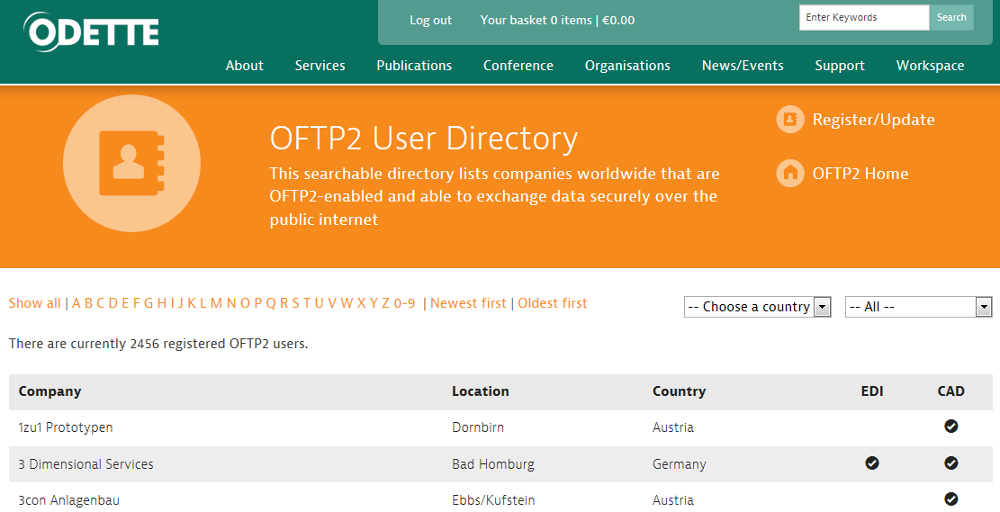 ODETTE
Log out
Your basket 0 items | €0.00
Enter Keywords
Search
About Services Publications Conference Organisations News/Events Support Workspace
OFTP2 User Directory
This searchable directory lists companies worldwide that are
OFTP2-enabled and able to exchange data securely over the
public internet
Register/Update
OFTP2 Home
Show all | A B C D E F G H I J K L M N O P Q R S T U V W X Y Z 0-9 | Newest first | Oldest first
-- Choose a country
-- All --
There are currently 2456 registered OFTP2 users.
Company Location Country EDI CAD
1zu1 Prototypen Dornbirn Austria
3 Dimensional Services Bad Homburg Germany
3con Anlagenbau Ebbs/Kufstein Austria